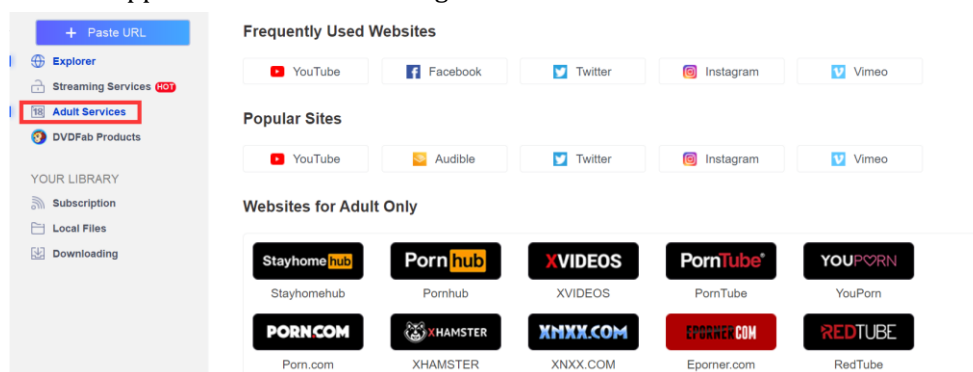 + Paste URL
Explorer
Streaming Services HOT
18 Adult Services
DVDFab Products
YOUR LIBRARY
Subscription
Local Files
Downloading
Frequently Used Websites
YouTube Facebook Twitter Instagram Vimeo
Popular Sites
YouTube Audible Twitter Instagram Vimeo
Websites for Adult Only
Stayhome hub Porn hub XVIDEOS PornTube YOUPORN
Stayhomehub Pornhub XVIDEOS PornTube YouPorn
PORN.COM XHAMSTER XNXX.COM EPORNER.COM REDTUBE
Porn.com XHAMSTER XNXX.COM Eporner.com RedTube